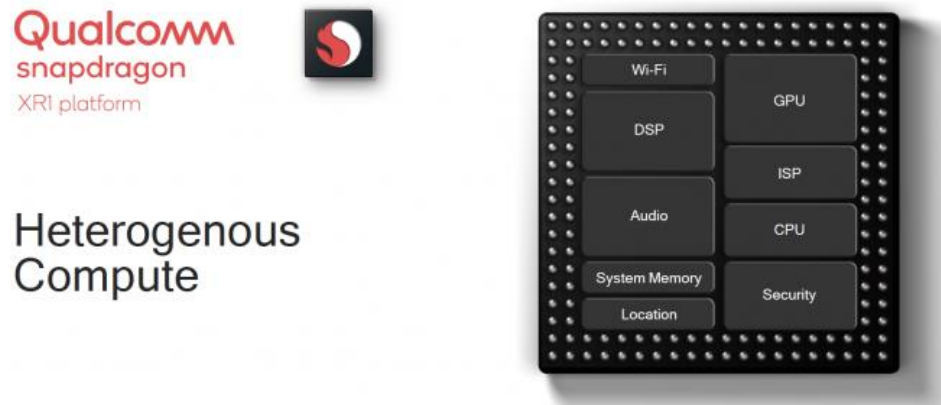 Qualcomm
snapdragon
XR1 platform
Heterogenous
Compute
Wi-Fi
DSP
Audio
System Memory
Location
GPU
ISP
CPU
Security